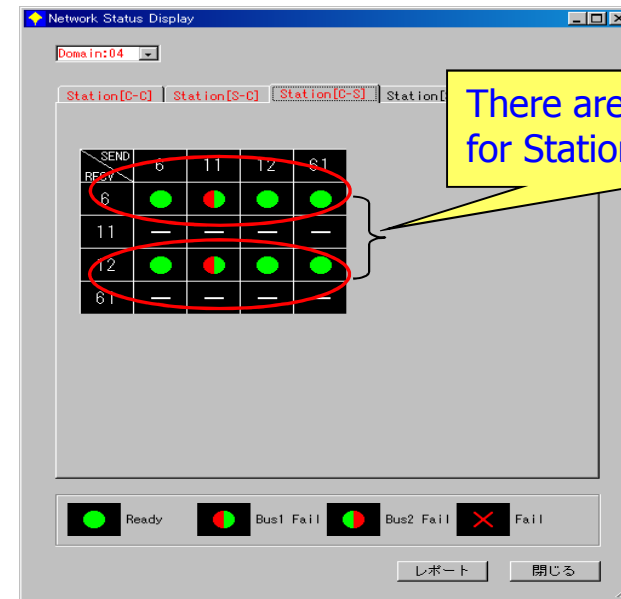 Network Status Display
Domain:04
Station[C-C] Station[S-C] Station[C-S] Station[
There are
for Station
SEND 6 11 12 61
RECV
6
11 — — — —
12
61 — — — —
Ready Bus1 Fail Bus2 Fail Fail
レポート 閉じる